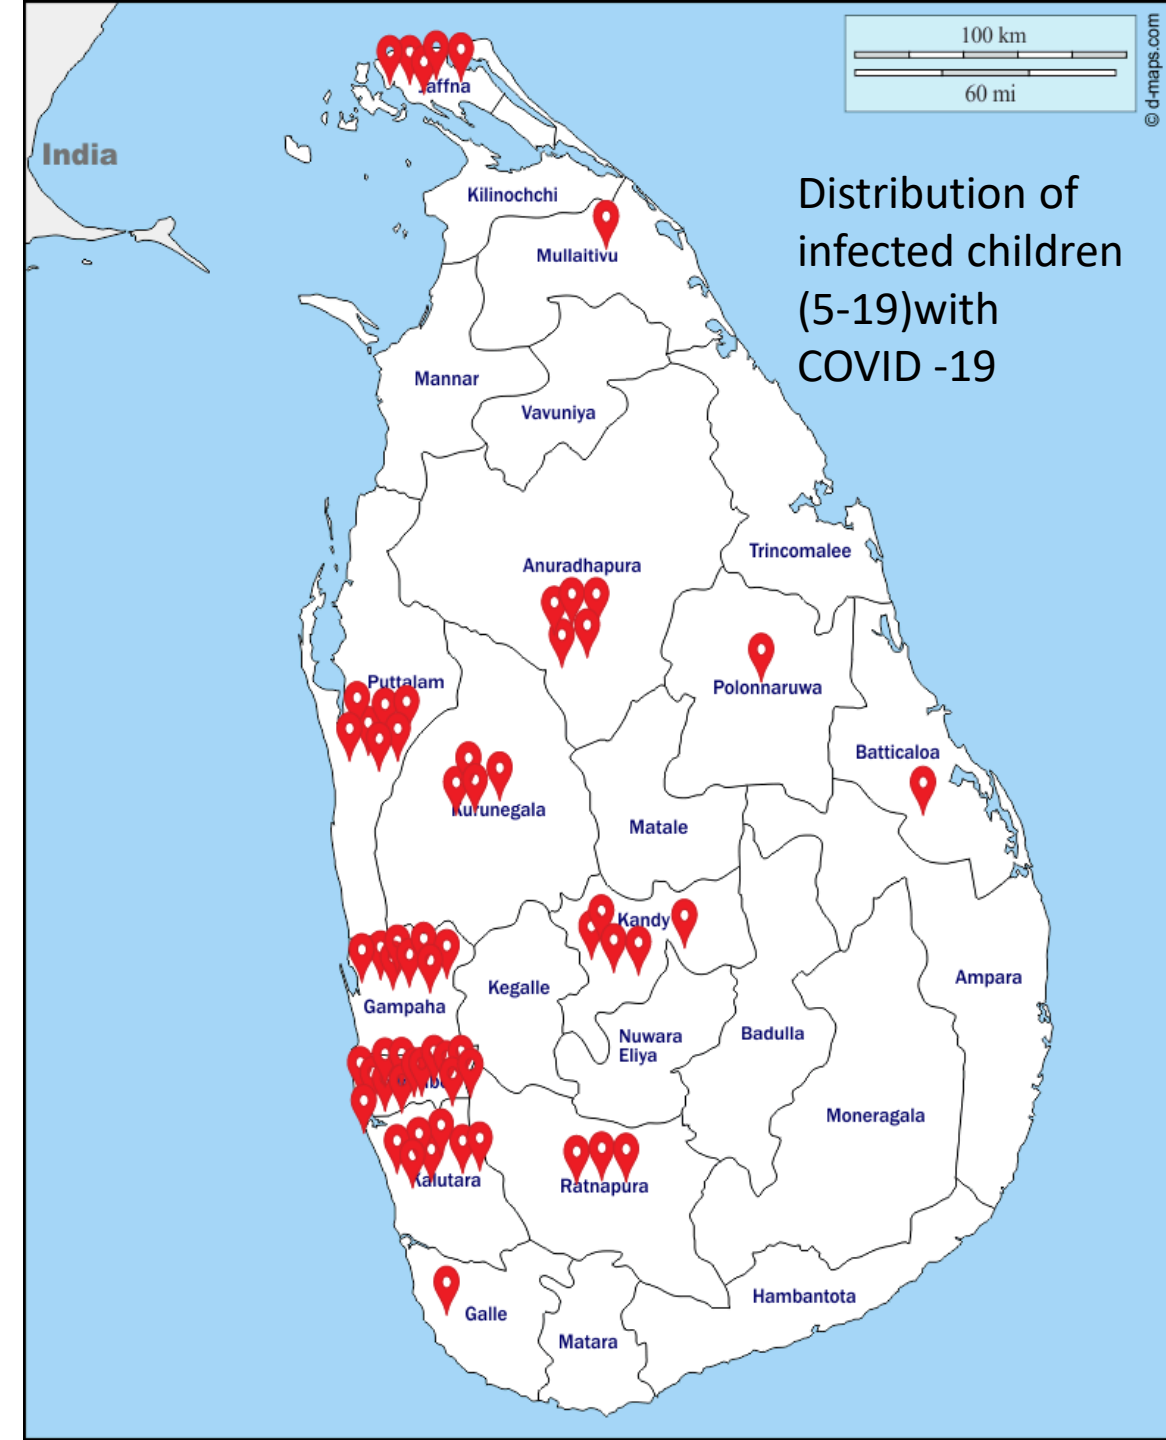 100 km
60 mi
© d-maps.com
India
Kilinochchi
Distribution of
infected children
(5-19)with
COVID -19
Mullaitivu
Mannar
Vavuniya
Trincomalee
Anuradhapura
Puttalam
Polonnaruwa
Batticaloa
Matale
Kandy
Ampara
Kegalle
Gampaha
Nuwara
Eliya
Badulla
Moneragala
Ratnapura
Hambantota
Galle
Matara